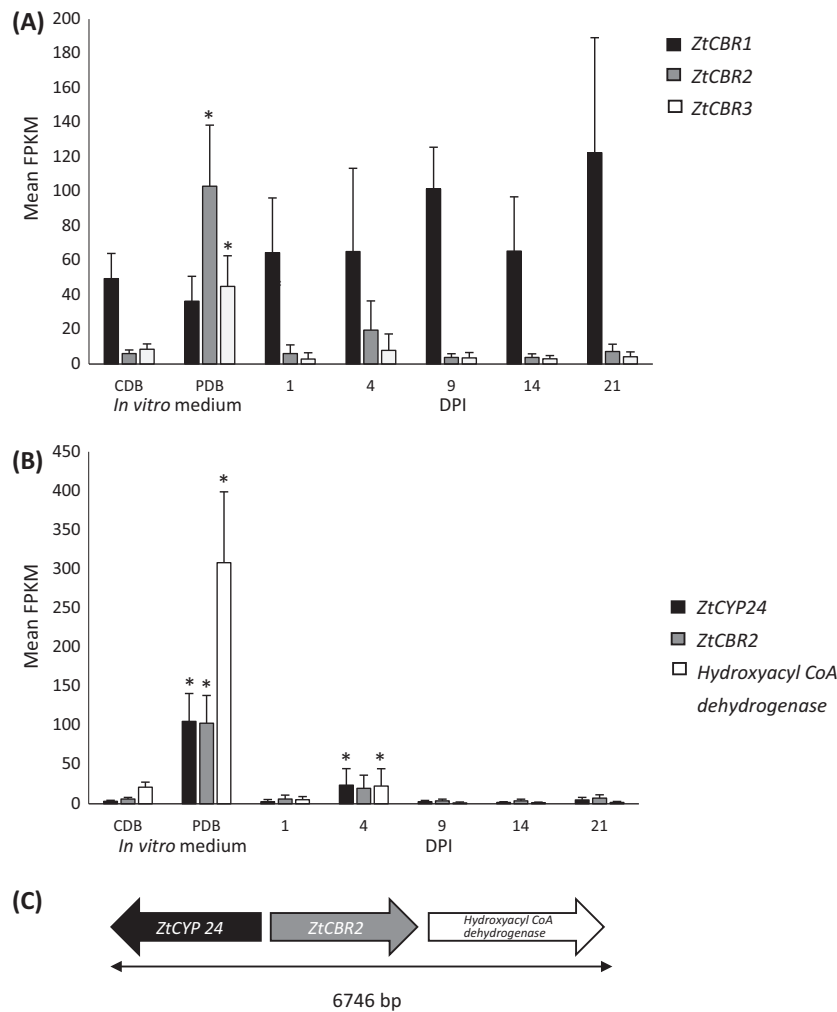 (A)
200
180
160
140
120
100
80
60
40
20
0
Mean FPKM
*
*
ZtCBR1
ZtCBR2
ZtCBR3
CDB PDB 1 4 9 14 21
In vitro medium DPI
(B)
450
400
350
300
250
200
150
100
50
0
Mean FPKM
*
* *
* *
ZtCYP24
ZtCBR2
Hydroxyacyl CoA
dehydrogenase
CDB PDB 1 4 9 14 21
In vitro medium DPI
(C)
ZtCYP 24 ZtCBR2
Hydroxyacyl CoA
dehydrogenase
6746 bp